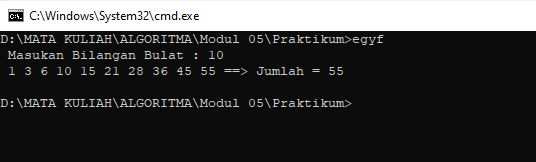 C:\Windows\System32\cmd.exe
D:\MATA KULIAH\ALGORITMA\Modul 05\Praktikum>egyf
Masukan Bilangan Bulat : 10
1 3 6 10 15 21 28 36 45 55 ==> Jumlah = 55
D:\MATA KULIAH\ALGORITMA\Modul 05\Praktikum>